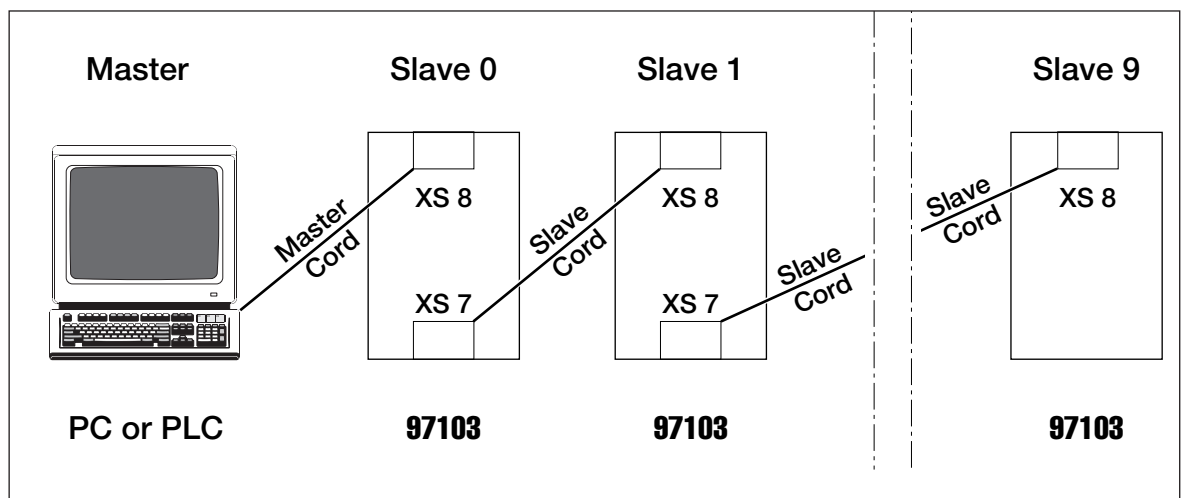 Master
Slave 0
Slave 1
Slave 9
XS 8
XS 8
XS 8
Master
Cord
Slave
Cord
Slave
Cord
Slave
Cord
XS 7
XS 7
PC or PLC
97103
97103
97103